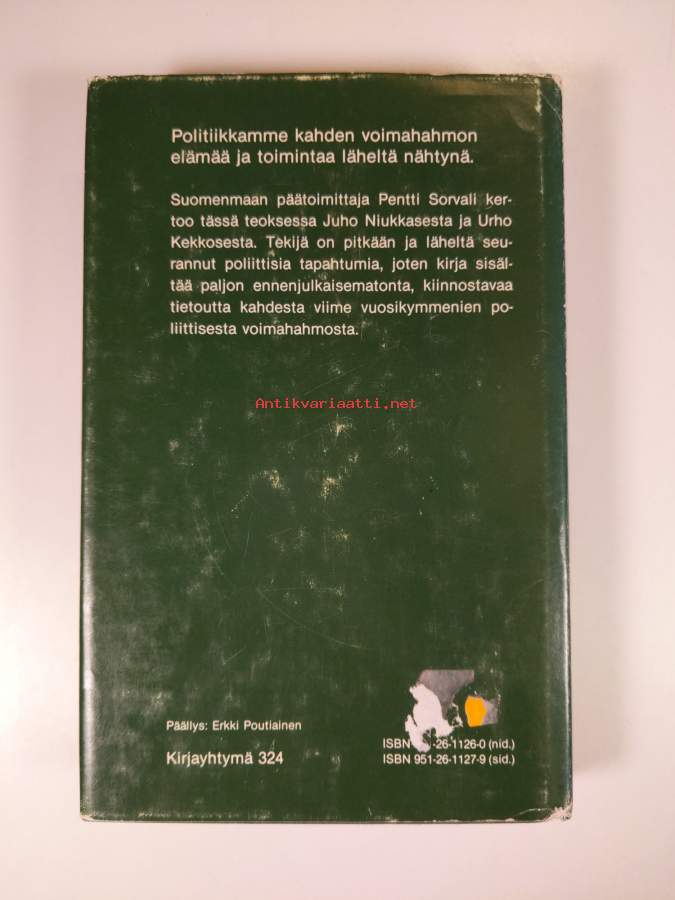 Politiikkamme kahden voimahahmon
elämää ja toimintaa läheltä nähtynä.
Suomenmaan päätoimittaja Pentti Sorvali ker-
too tässä teoksessa Juho Niukkasesta ja Urho
Kekkosesta. Tekijä on pitkään ja läheltä seu-
rannut poliittisia tapahtumia, joten kirja sisäl-
tää paljon ennenjulkaisematonta, kiinnostavaa
tietoutta kahdesta viime vuosikymmenien po-
liittisesta voimahahmosta.
Antikvariaatti.net
Päällys: Erkki Poutiainen
Kirjayhtymä 324
ISBN -26-1126-0 (nid.)
ISBN 951-26-1127-9 (sid.)